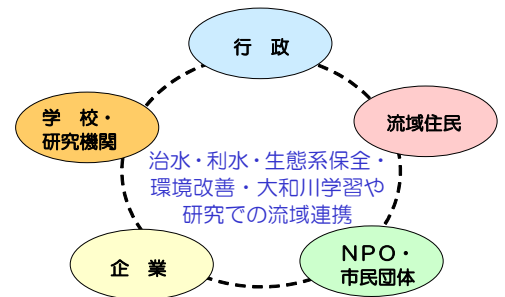 行　政
学　校・
研究機関
流域住民
治水・利水・生態系保全・
環境改善・大和川学習や
研究での流域連携
企　業
ＮＰＯ・
市民団体